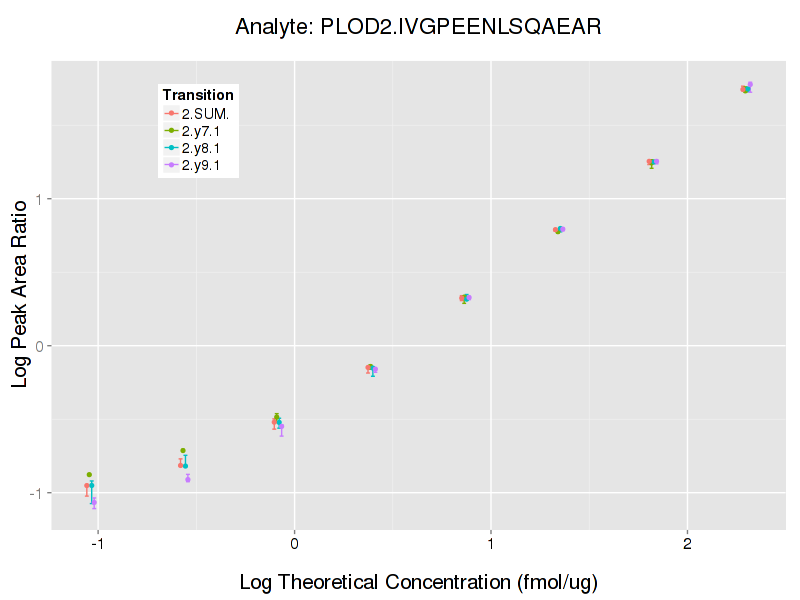 Analyte: PLOD2.IVGPEENLSQAEAR
Transition
2.SUM.
2.y7.1
2.y8.1
2.y9.1
Log Peak Area Ratio
1
0
-1
-1 0 1 2
Log Theoretical Concentration (fmol/ug)